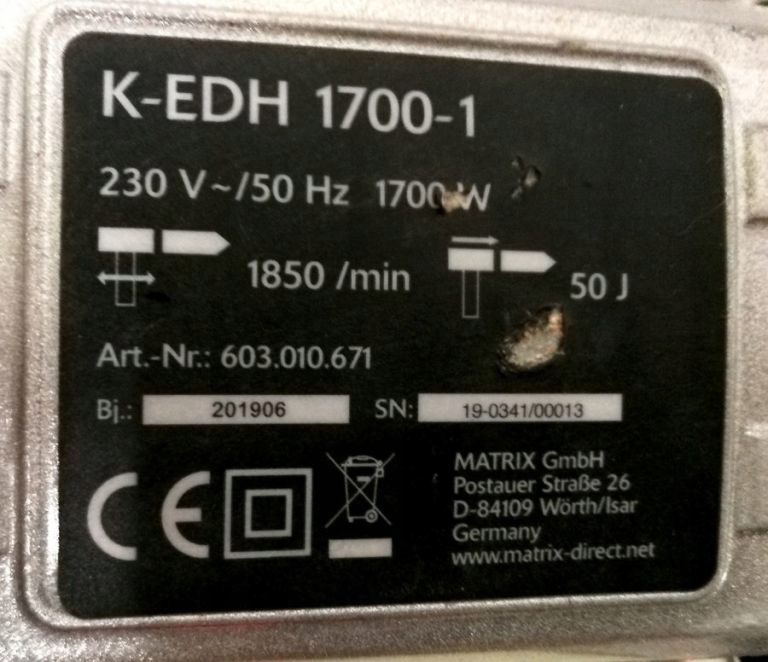 K-EDH 1700-1
230 V~/50 Hz 1700 W
1850 /min 50 J
Art.-Nr.: 603.010.671
Bj.: 201906 SN: 19-0341/00013
CE
MATRIX GmbH
Postauer Straße 26
D-84109 Wörth/Isar
Germany
www.matrix-direct.net